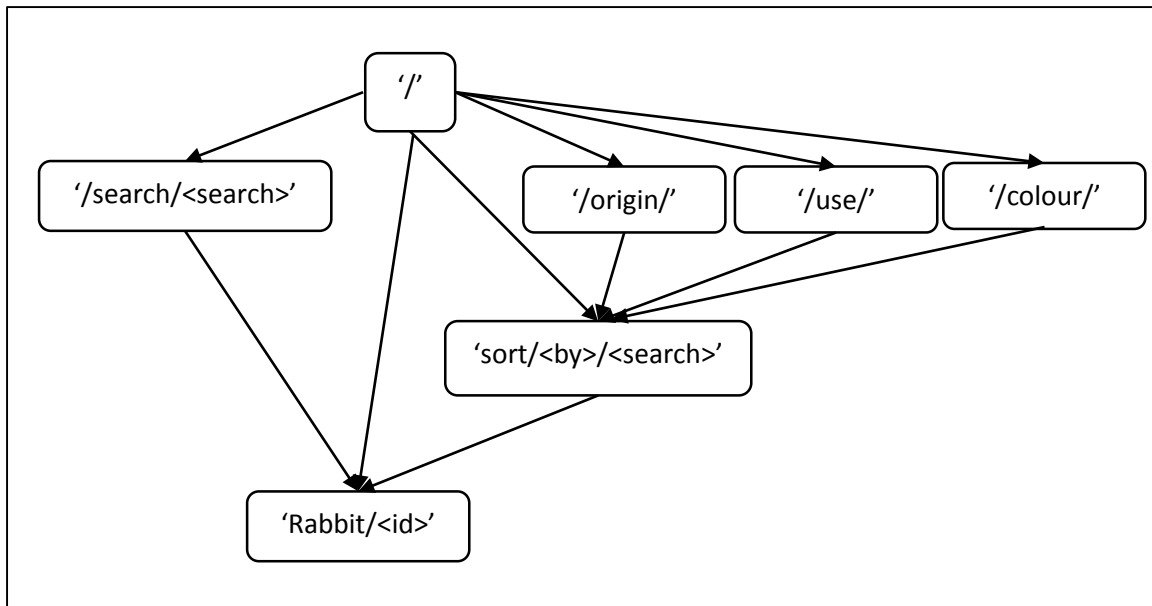 ‘/’
‘/search/<search>’
‘/origin/’
‘/use/’
‘/colour/’
‘sort/<by>/<search>’
‘Rabbit/<id>’